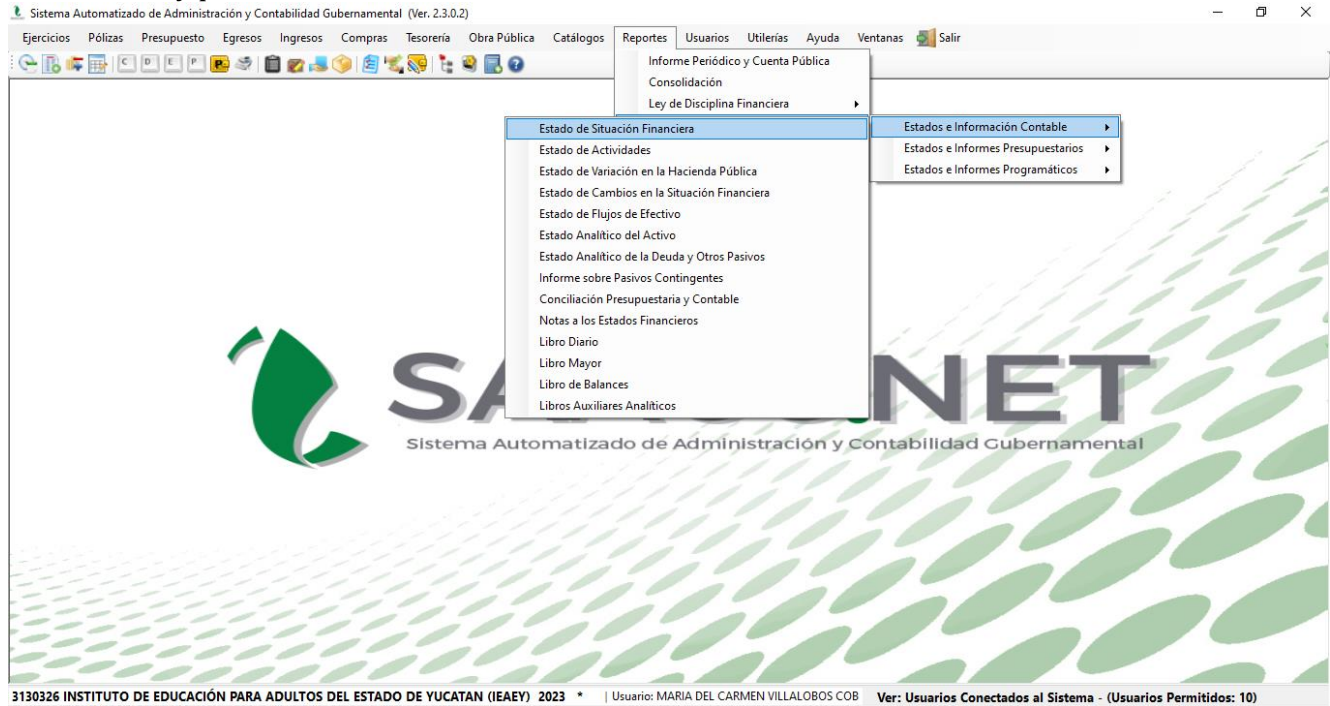 Sistema Automatizado de Administración y Contabilidad Gubernamental (Ver. 2.3.0.2)
Ejercicios Pólizas Presupuesto Egresos Ingresos Compras Tesorería Obra Pública Catálogos Reportes Usuarios Utilerías Ayuda Ventanas Salir
C D E P
Informe Periódico y Cuenta Pública
Consolidación
Ley de Disciplina Financiera
Estados e Información Contable
Estados e Informes Presupuestarios
Estados e Informes Programáticos
Estado de Situación Financiera
Estado de Actividades
Estado de Variación en la Hacienda Pública
Estado de Cambios en la Situación Financiera
Estado de Flujos de Efectivo
Estado Analítico del Activo
Estado Analítico de la Deuda y Otros Pasivos
Informe sobre Pasivos Contingentes
Conciliación Presupuestaria y Contable
Notas a los Estados Financieros
Libro Diario
Libro Mayor
Libro de Balances
Libros Auxiliares Analíticos
NET
Sistema Automatizado de Administración y Contabilidad Gubernamental
3130326 INSTITUTO DE EDUCACIÓN PARA ADULTOS DEL ESTADO DE YUCATAN (IEAEY) 2023 * | Usuario: MARIA DEL CARMEN VILLALOBOS COB Ver: Usuarios Conectados al Sistema - (Usuarios Permitidos: 10)